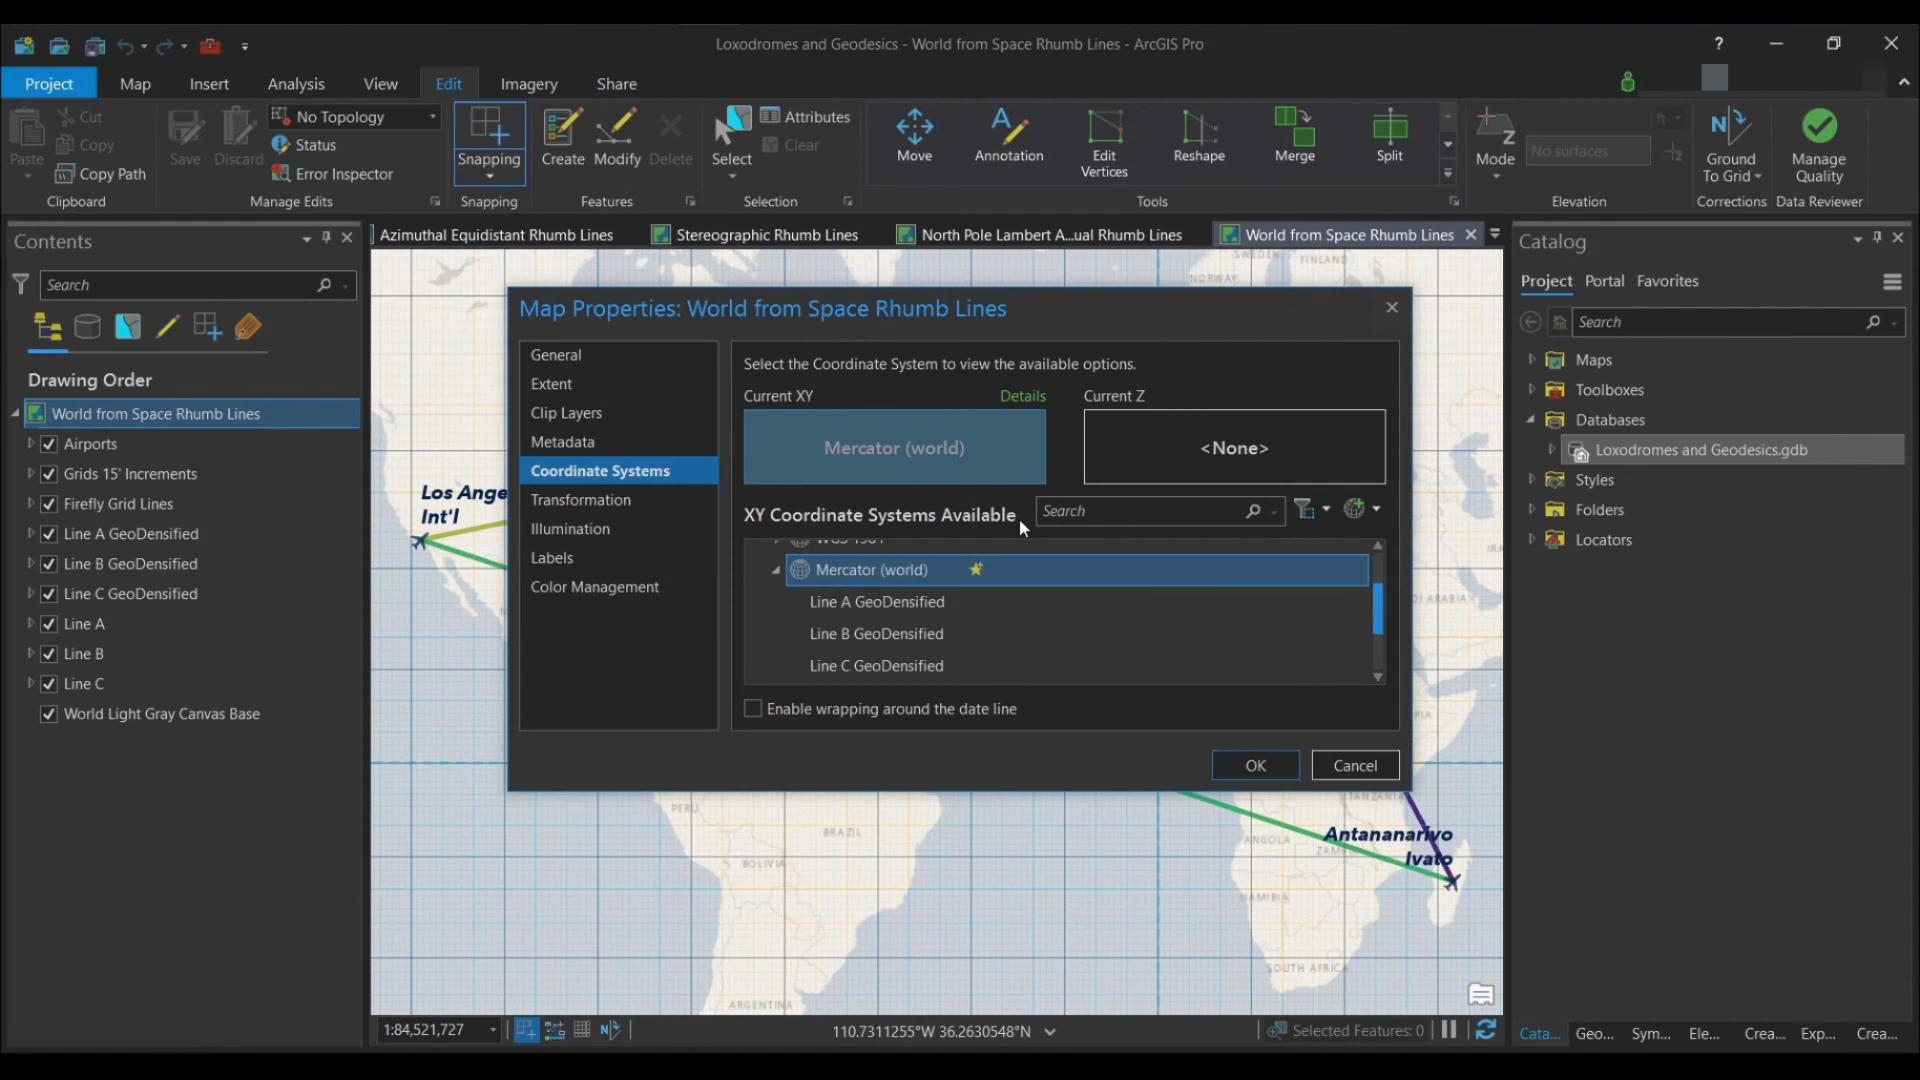 Loxodromes and Geodesics - World from Space Rhumb Lines - ArcGIS Pro
?
Project
Map
Insert
Analysis
View
Edit
Imagery
Share
Paste
Cut
Copy
Copy Path
Clipboard
Save
Discard
No Topology
Status
Error Inspector
Manage Edits
Snapping
Snapping
Create
Modify
Delete
Features
Select
Attributes
Clear
Selection
Move
Annotation
Edit
Vertices
Reshape
Merge
Split
Tools
Mode
ft
No surfaces
Elevation
Ground
To Grid
Corrections
Manage
Quality
Data Reviewer
Contents
Search
Drawing Order
World from Space Rhumb Lines
Airports
Grids 15' Increments
Firefly Grid Lines
Line A GeoDensified
Line B GeoDensified
Line C GeoDensified
Line A
Line B
Line C
World Light Gray Canvas Base
Azimuthal Equidistant Rhumb Lines
Stereographic Rhumb Lines
North Pole Lambert A...ual Rhumb Lines
World from Space Rhumb Lines
SWEDEN
FINLAND
NORWAY
Los Ange
Int'l
Map Properties: World from Space Rhumb Lines
General
Extent
Clip Layers
Metadata
Coordinate Systems
Transformation
Illumination
Labels
Color Management
Select the Coordinate System to view the available options.
Current XY
Details
Current Z
Mercator (world)
<None>
XY Coordinate Systems Available
Search
WGS 1984
Mercator (world)
Line A GeoDensified
Line B GeoDensified
Line C GeoDensified
Enable wrapping around the date line
OK
Cancel
DI ARABIA
PERU
BRAZIL
BOLIVIA
ARGENTINA
TANZANIA
ANGOLA
NAMIBIA
SOUTH AFRICA
Antananarivo
Ivato
1:84,521,727
110.7311255°W 36.2630548°N
Selected Features: 0
Catalog
Project
Portal
Favorites
Search
Maps
Toolboxes
Databases
Loxodromes and Geodesics.gdb
Styles
Folders
Locators
Cata...
Geo...
Sym...
Ele...
Crea...
Exp...
Crea...